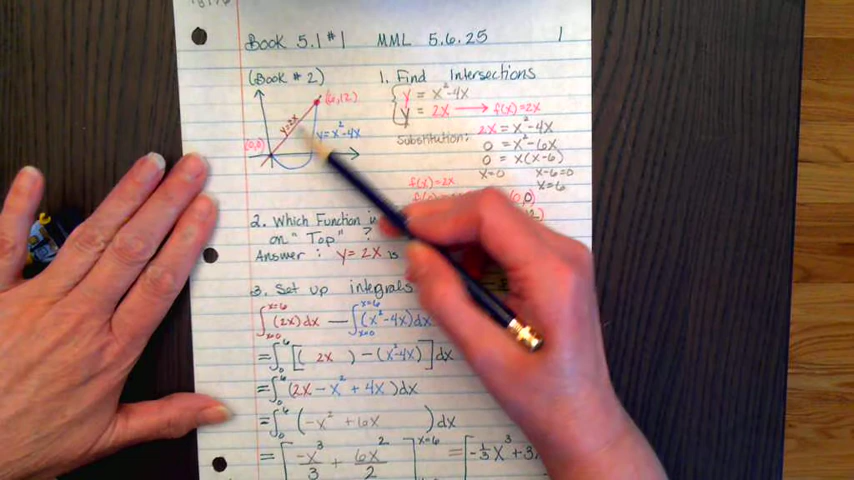 Book 5.1 #1 MML 5.6.25 1
(Book #2)
(6,12)
y=2x
y=x²-4x
(0,0)
1. Find Intersections
y = x²-4x
y = 2x → f(x)=2x
Substitution: 2x = x²-4x
0 = x²-6x
0 = x(x-6)
x=0 x-6=0
x=6
f(x)=2x
(0,0)
2. Which Function
on "Top" ?
Answer : y=2x is
3. Set up integrals
∫_{x=0}^{x=6} (2x)dx — ∫_{x=0}^{x=6} (x²-4x)dx
=∫_0^6 [( 2x ) -(x²-4x)]dx
=∫_0^6 (2x - x² + 4x)dx
=∫_0^6 (-x² + 6x )dx
= [-x³/3 + 6x²/2]^{x=6} = [-1/3 x³ + 3